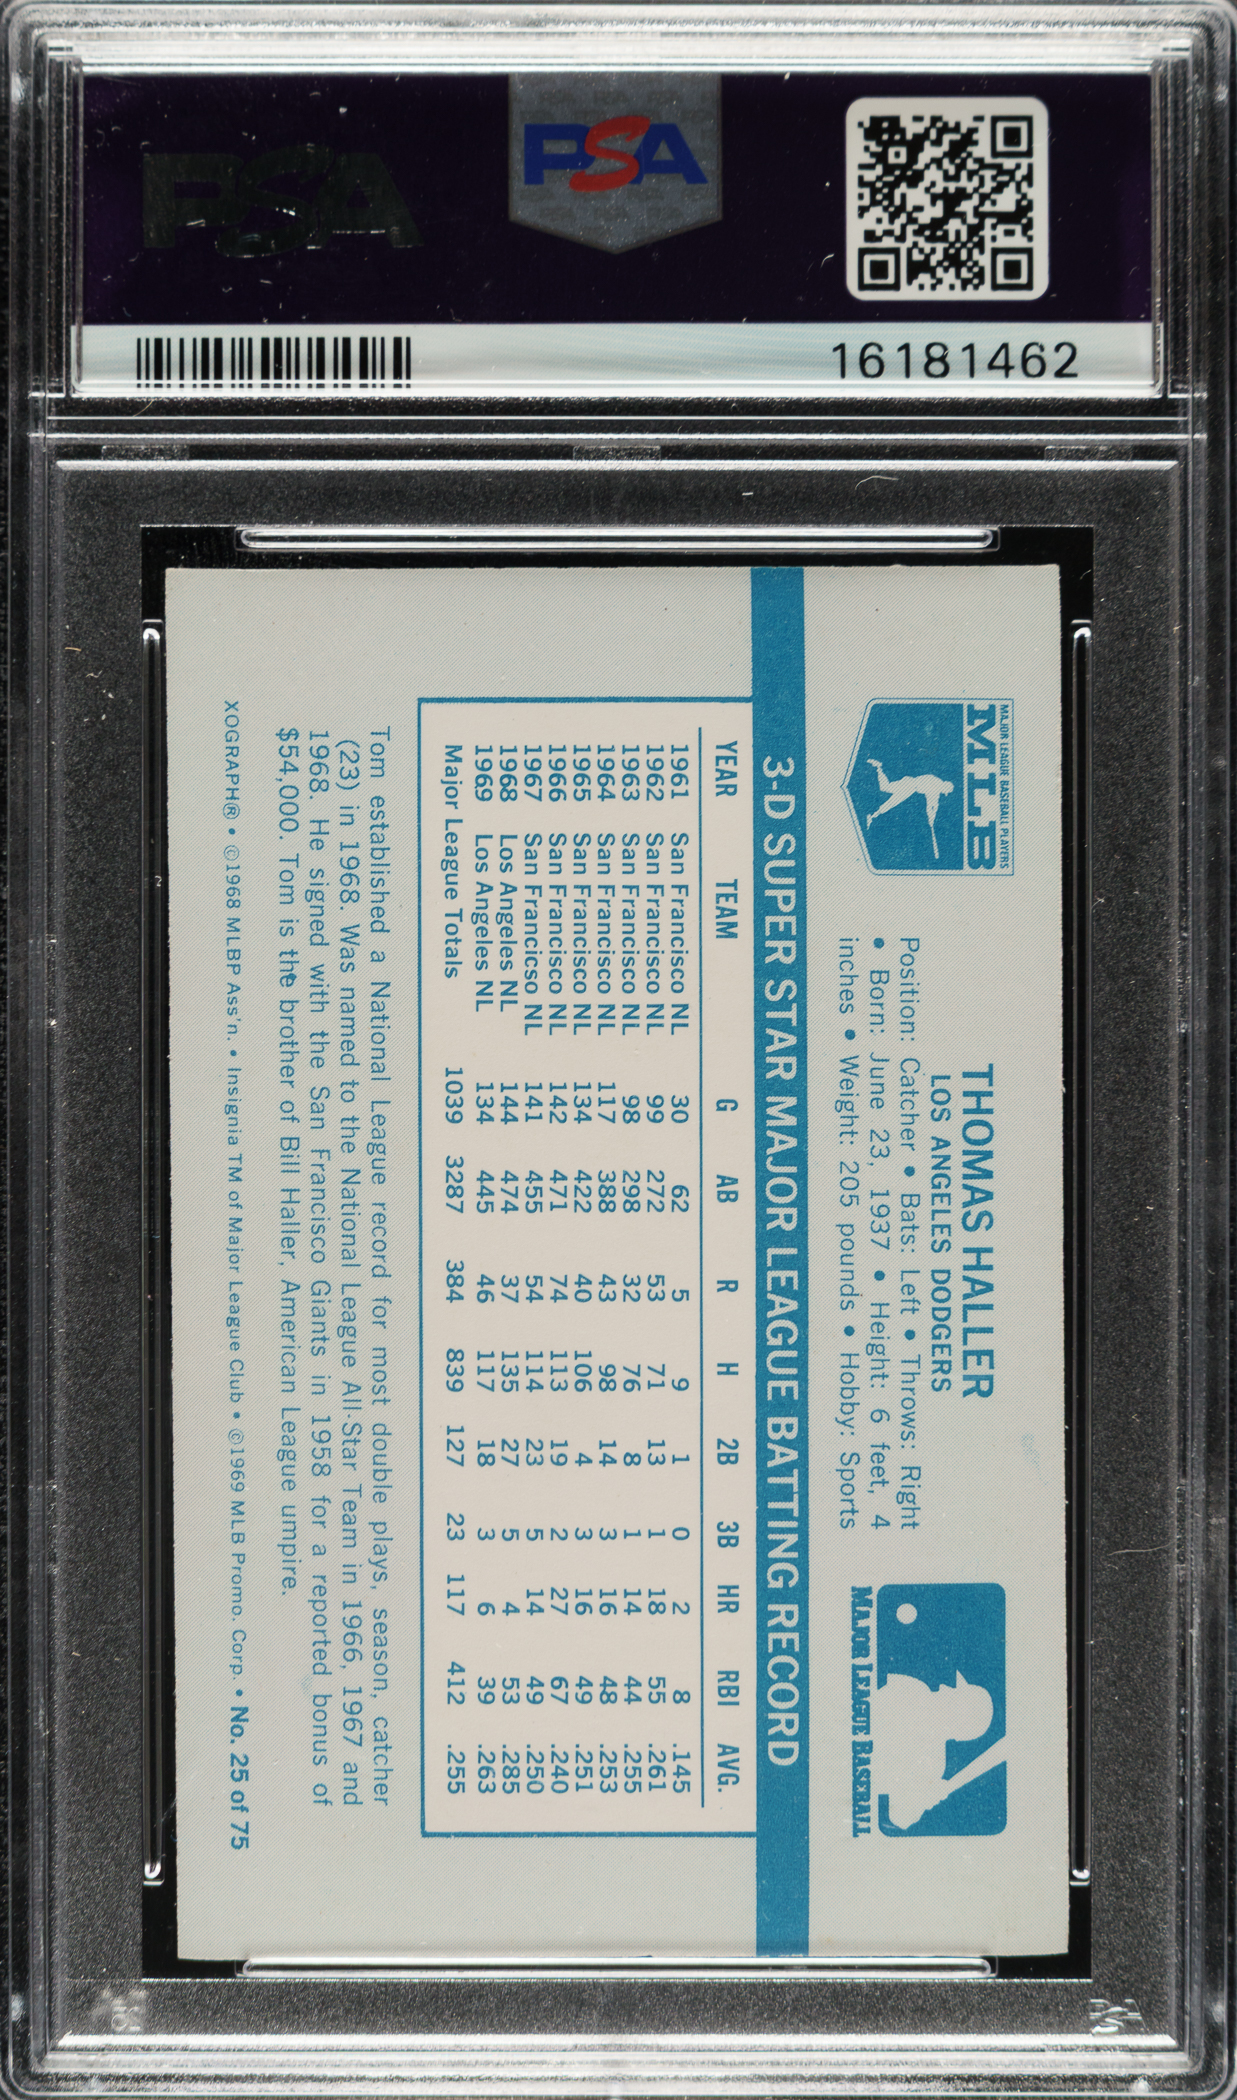 PSA
PSA
16181462
MAJOR LEAGUE BASEBALL PLAYERS
MLB
THOMAS HALLER
LOS ANGELES DODGERS
Position: Catcher • Bats: Left • Throws: Right
• Born: June 23, 1937 • Height: 6 feet, 4
inches • Weight: 205 pounds • Hobby: Sports
MAJOR LEAGUE BASEBALL
3-D SUPER STAR MAJOR LEAGUE BATTING RECORD
YEAR TEAM G AB R H 2B 3B HR RBI AVG.
1961 San Francisco NL 30 62 5 9 1 0 2 8 .145
1962 San Francisco NL 99 272 53 71 13 1 18 55 .261
1963 San Francisco NL 98 298 32 76 8 1 14 44 .255
1964 San Francisco NL 117 388 43 98 14 3 16 48 .253
1965 San Francisco NL 134 422 40 106 4 3 16 49 .251
1966 San Francisco NL 142 471 74 113 19 2 27 67 .240
1967 San Francicso NL 141 455 54 114 23 5 14 49 .250
1968 Los Angeles NL 144 474 37 135 27 5 4 53 .285
1969 Los Angeles NL 134 445 46 117 18 3 6 39 .263
Major League Totals 1039 3287 384 839 127 23 117 412 .255
Tom established a National League record for most double plays, season, catcher
(23) in 1968. Was named to the National League All-Star Team in 1966, 1967 and
1968. He signed with the San Francisco Giants in 1958 for a reported bonus of
$54,000. Tom is the brother of Bill Haller, American League umpire.
XOGRAPH® • ©1968 MLBP Ass'n. • Insignia TM of Major League Club • ©1969 MLB Promo. Corp. • No. 25 of 75